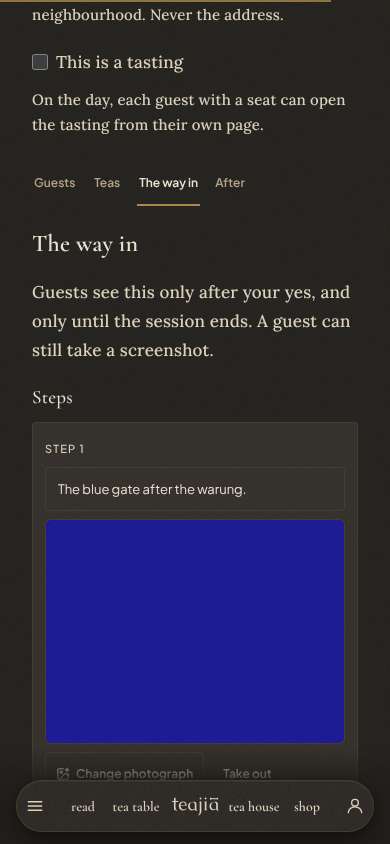 neighbourhood. Never the address.
This is a tasting
On the day, each guest with a seat can open
the tasting from their own page.
Guests Teas The way in After
The way in
Guests see this only after your yes, and
only until the session ends. A guest can
still take a screenshot.
Steps
STEP 1
The blue gate after the warung.
Change photograph Take out
read tea table teajiā tea house shop